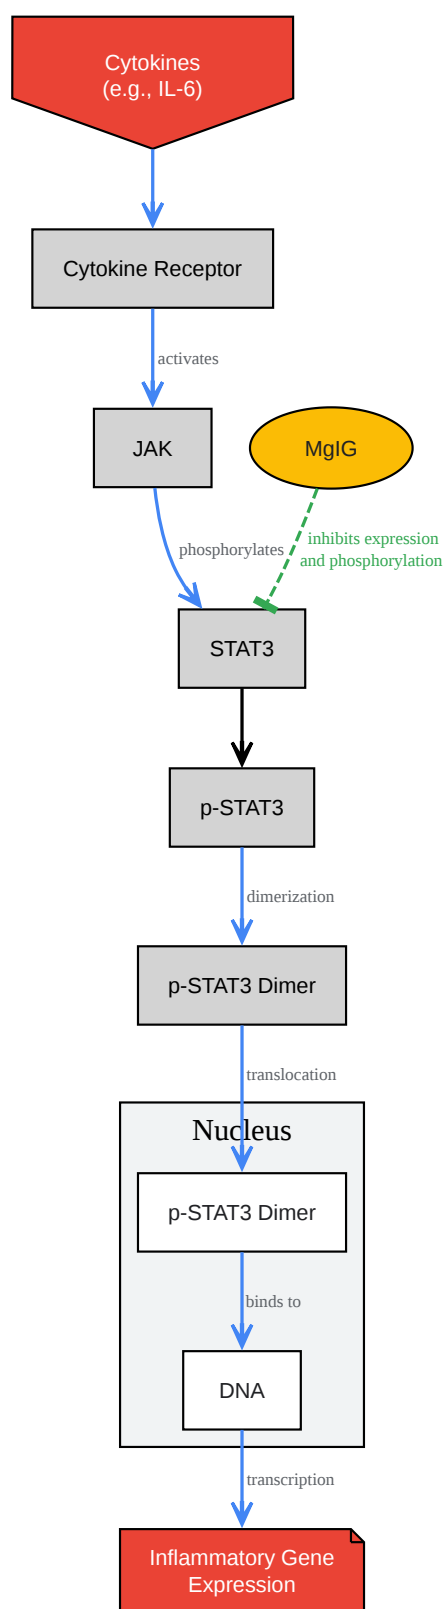 Cytokines
(e.g., IL-6)
Cytokine Receptor
activates
JAK
MgIG
phosphorylates
inhibits expression
and phosphorylation
STAT3
p-STAT3
dimerization
p-STAT3 Dimer
translocation
Nucleus
p-STAT3 Dimer
binds to
DNA
transcription
Inflammatory Gene
Expression